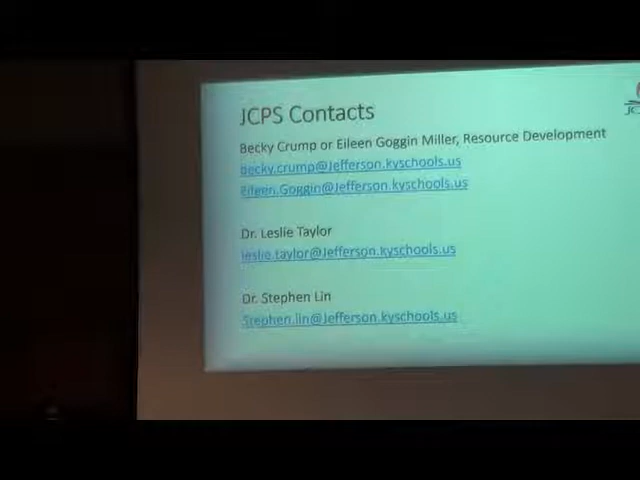 JCPS Contacts
Becky Crump or Eileen Goggin Miller, Resource Development
becky.crump@Jefferson.kyschools.us
Eileen.Goggin@Jefferson.kyschools.us
Dr. Leslie Taylor
leslie.taylor@Jefferson.kyschools.us
Dr. Stephen Lin
Stephen.lin@Jefferson.kyschools.us